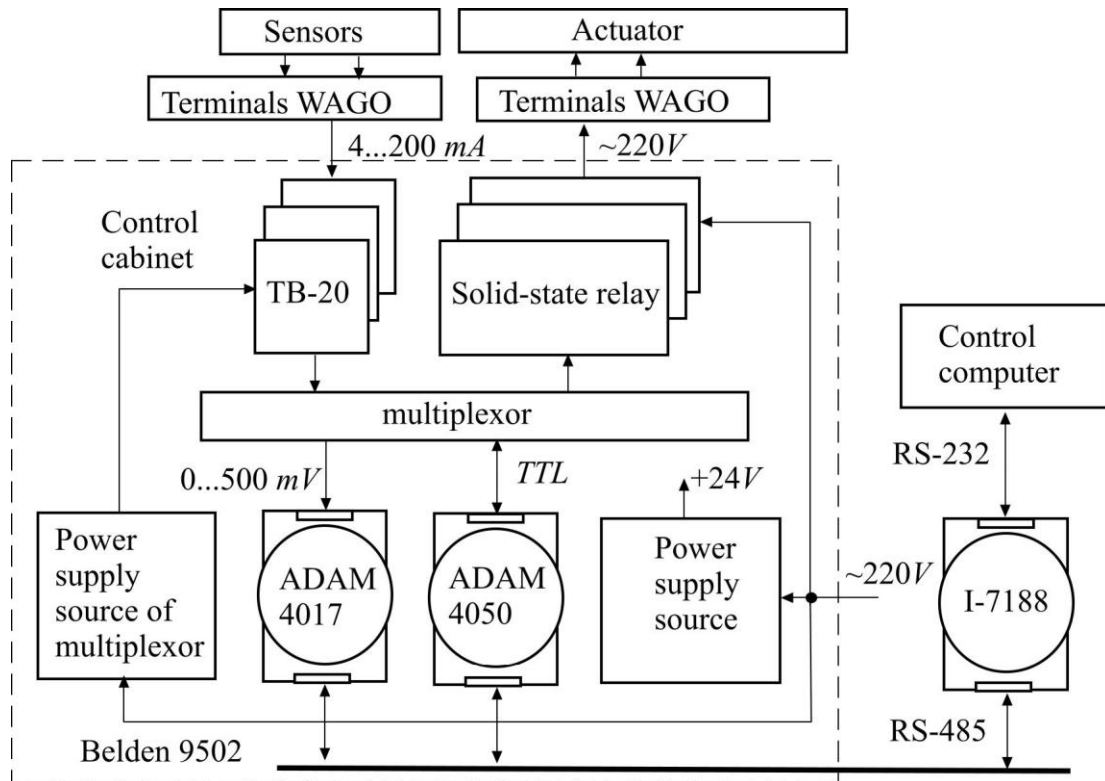 Sensors
Actuator
Terminals WAGO
Terminals WAGO
4...200 mA
~220V
Control
cabinet
TB-20
Solid-state relay
Control
computer
multiplexor
RS-232
0...500 mV
TTL
+24V
Power
supply
source of
multiplexor
ADAM
4017
ADAM
4050
Power
supply
source
~220V
I-7188
RS-485
Belden 9502